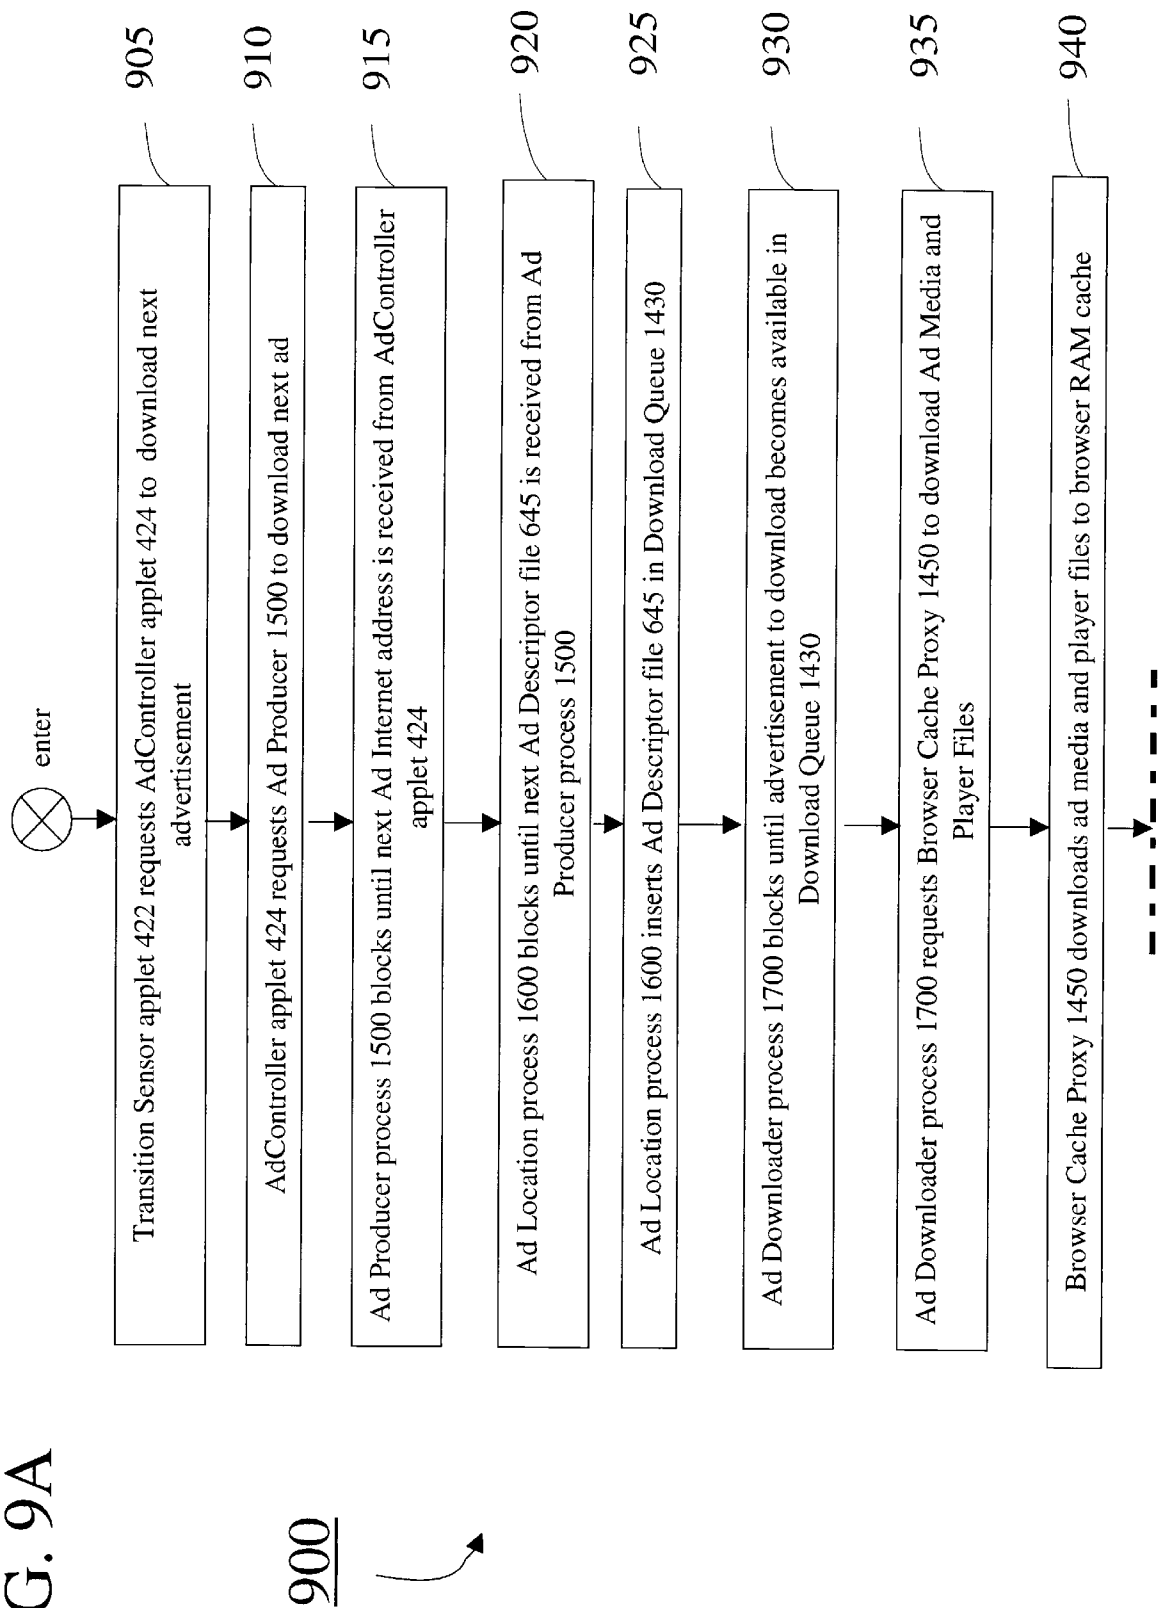 G. 9A
900
enter
Transition Sensor applet 422 requests AdController applet 424 to download next
advertisement
905
AdController applet 424 requests Ad Producer 1500 to download next ad
910
Ad Producer process 1500 blocks until next Ad Internet address is received from AdController
applet 424
915
Ad Location process 1600 blocks until next Ad Descriptor file 645 is received from Ad
Producer process 1500
920
Ad Location process 1600 inserts Ad Descriptor file 645 in Download Queue 1430
925
Ad Downloader process 1700 blocks until advertisement to download becomes available in
Download Queue 1430
930
Ad Downloader process 1700 requests Browser Cache Proxy 1450 to download Ad Media and
Player Files
935
Browser Cache Proxy 1450 downloads ad media and player files to browser RAM cache
940